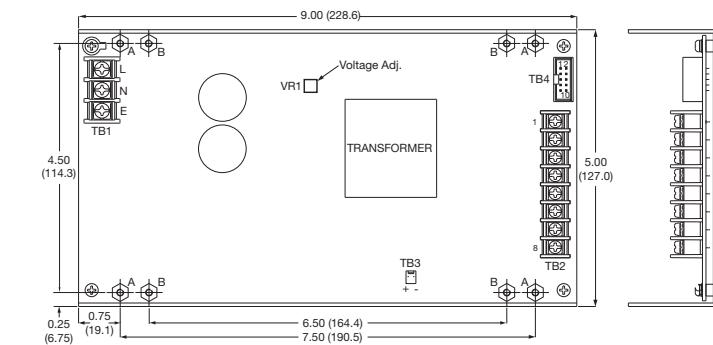 9.00 (228.6)
A B
B A
L
N
E
TB1
VR1
Voltage Adj.
TB4
12
10
TRANSFORMER
1
8
TB2
4.50
(114.3)
5.00
(127.0)
TB3
+ -
A B
B A
0.25
(6.75)
0.75
(19.1)
6.50 (164.4)
7.50 (190.5)